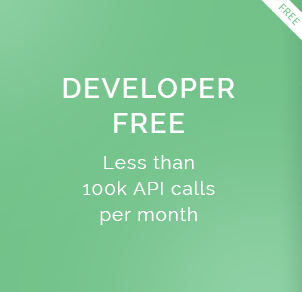 FREE
DEVELOPER
FREE
Less than
100k API calls
per month